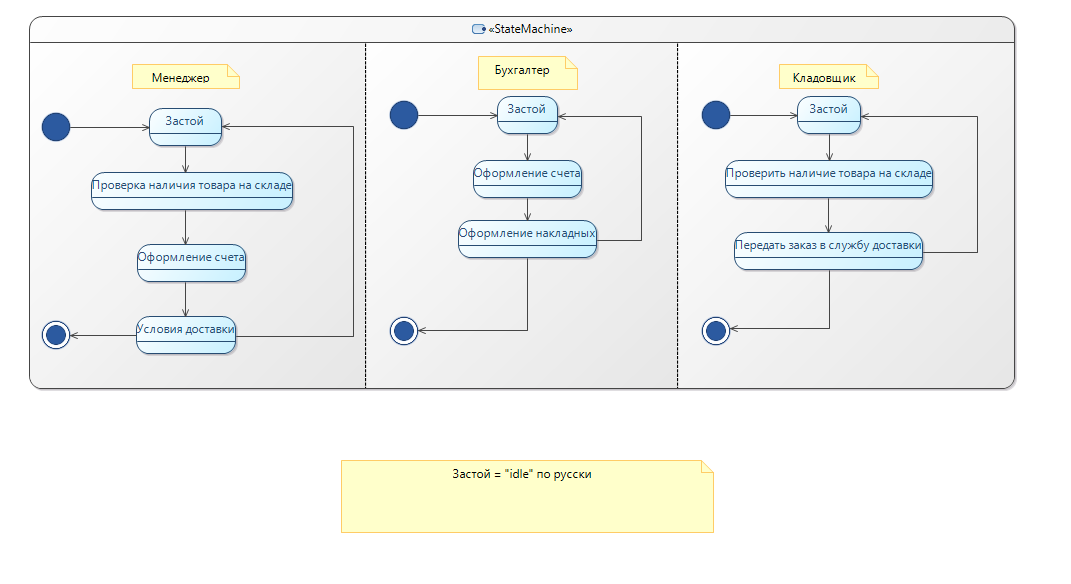 «StateMachine»
Менеджер
Застой
Проверка наличия товара на складе
Оформление счета
Условия доставки
Бухгалтер
Застой
Оформление счета
Оформление накладных
Кладовщик
Застой
Проверить наличие товара на складе
Передать заказ в службу доставки
Застой = "idle" по русски